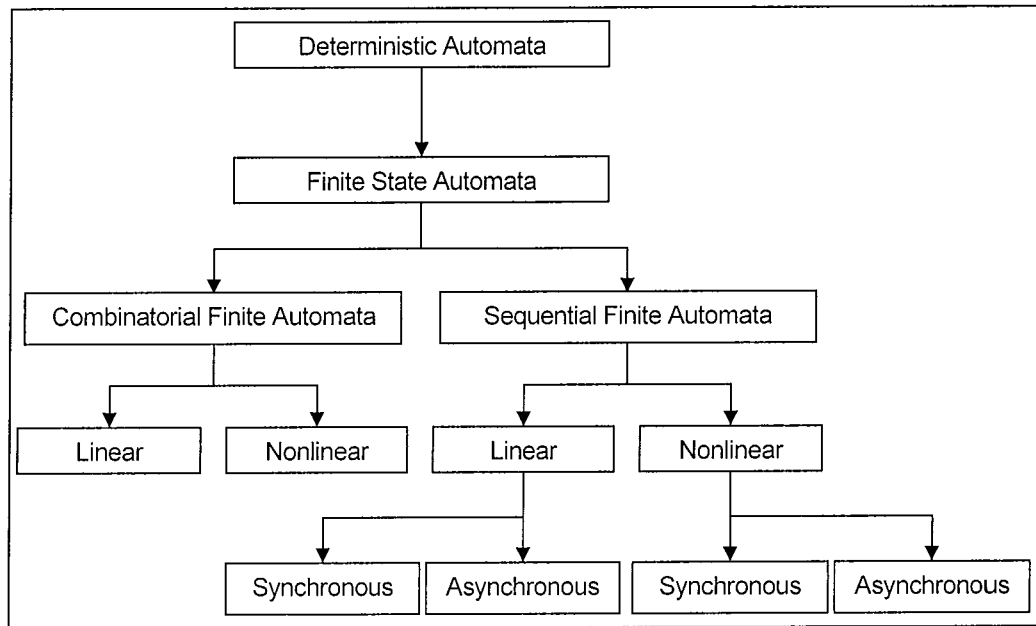 Deterministic Automata
Finite State Automata
Combinatorial Finite Automata
Sequential Finite Automata
Linear
Nonlinear
Linear
Nonlinear
Synchronous
Asynchronous
Synchronous
Asynchronous